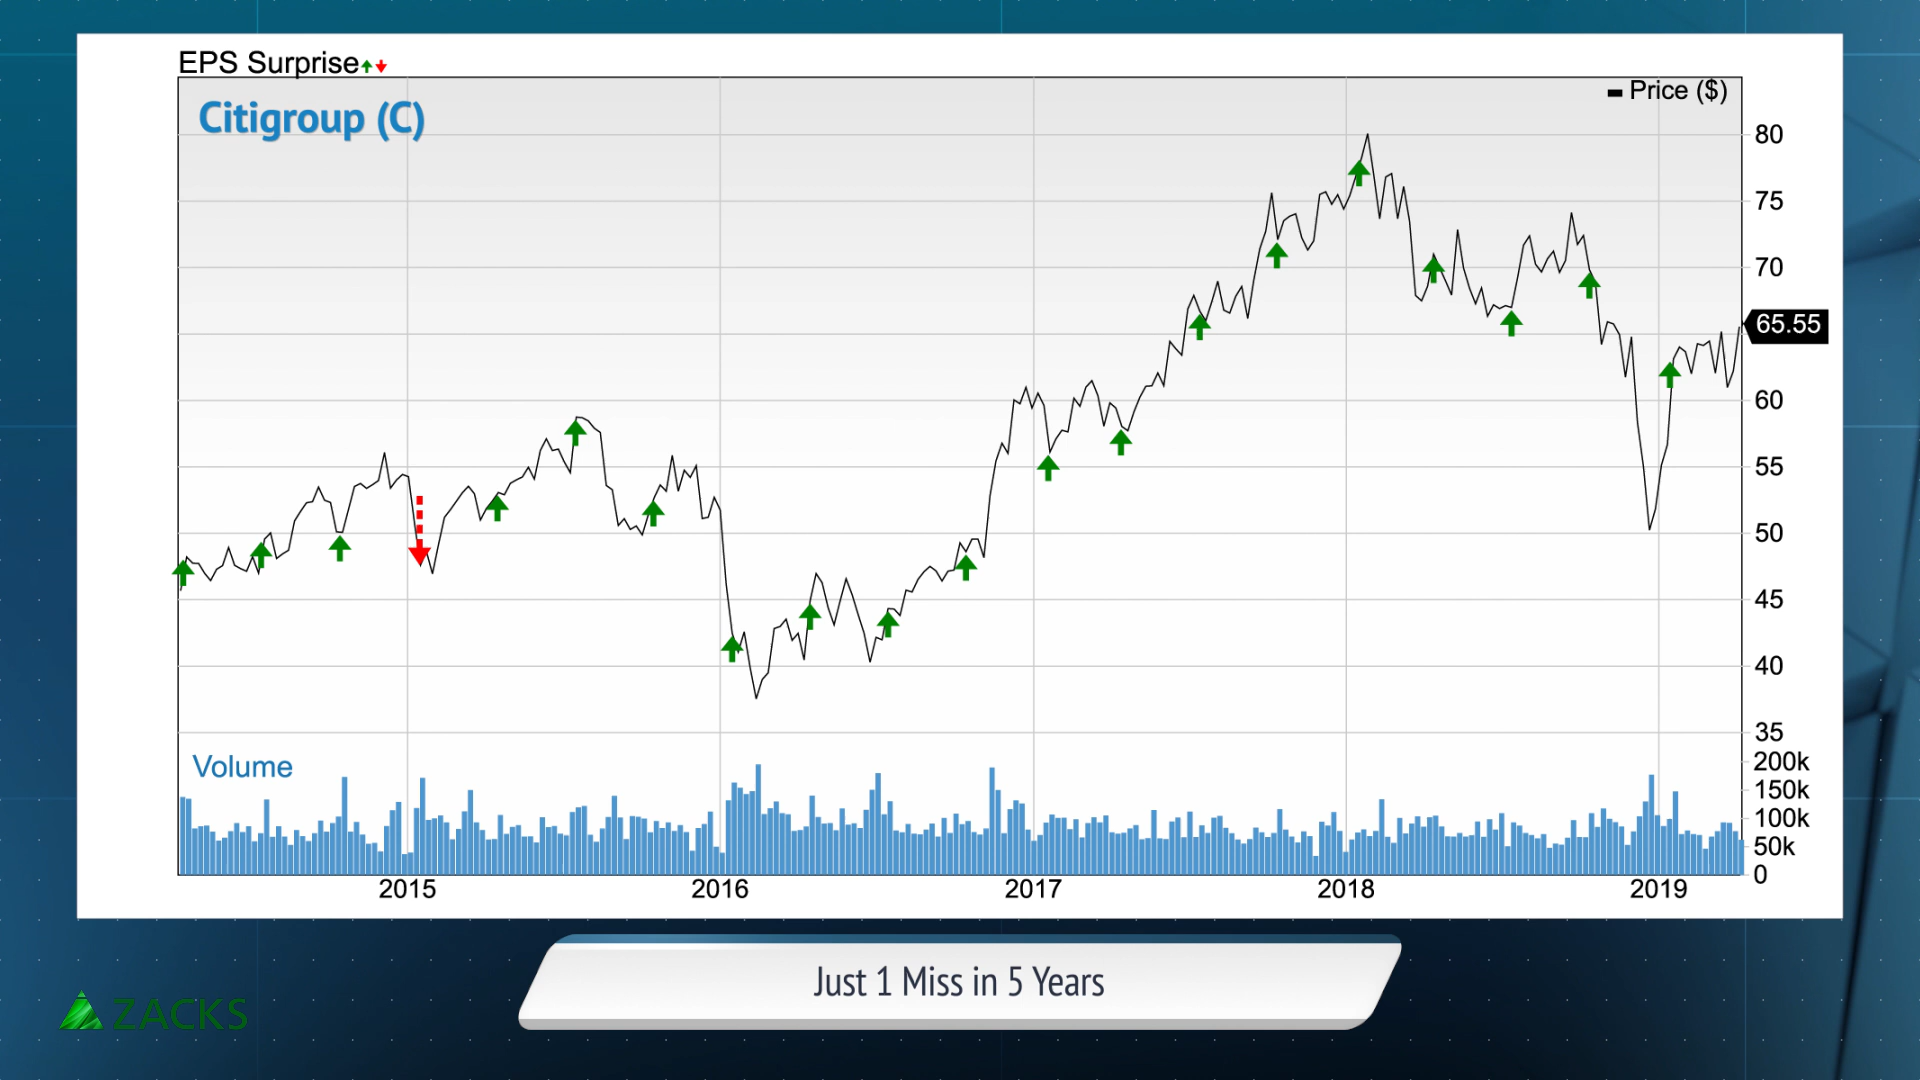 EPS Surprise
Citigroup (C)
Price ($)
80
75
70
65.55
60
55
50
45
40
35
Volume
200k
150k
100k
50k
0
2015 2016 2017 2018 2019
Just 1 Miss in 5 Years
ZACKS